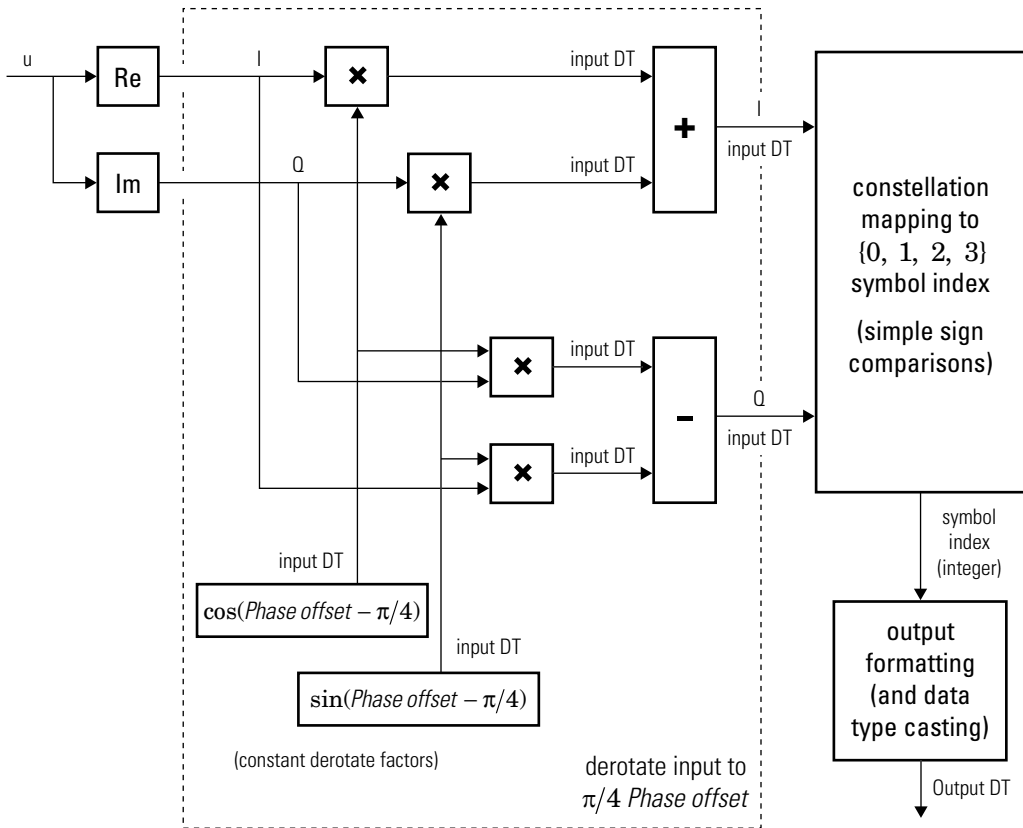 u
Re
I
×
input DT
+
I
input DT
Im
Q
×
input DT
constellation
mapping to
{0, 1, 2, 3}
symbol index
(simple sign
comparisons)
×
input DT
−
Q
input DT
×
input DT
symbol
index
(integer)
input DT
cos(Phase offset − π/4)
input DT
sin(Phase offset − π/4)
output
formatting
(and data
type casting)
(constant derotate factors)
derotate input to
π/4 Phase offset
Output DT